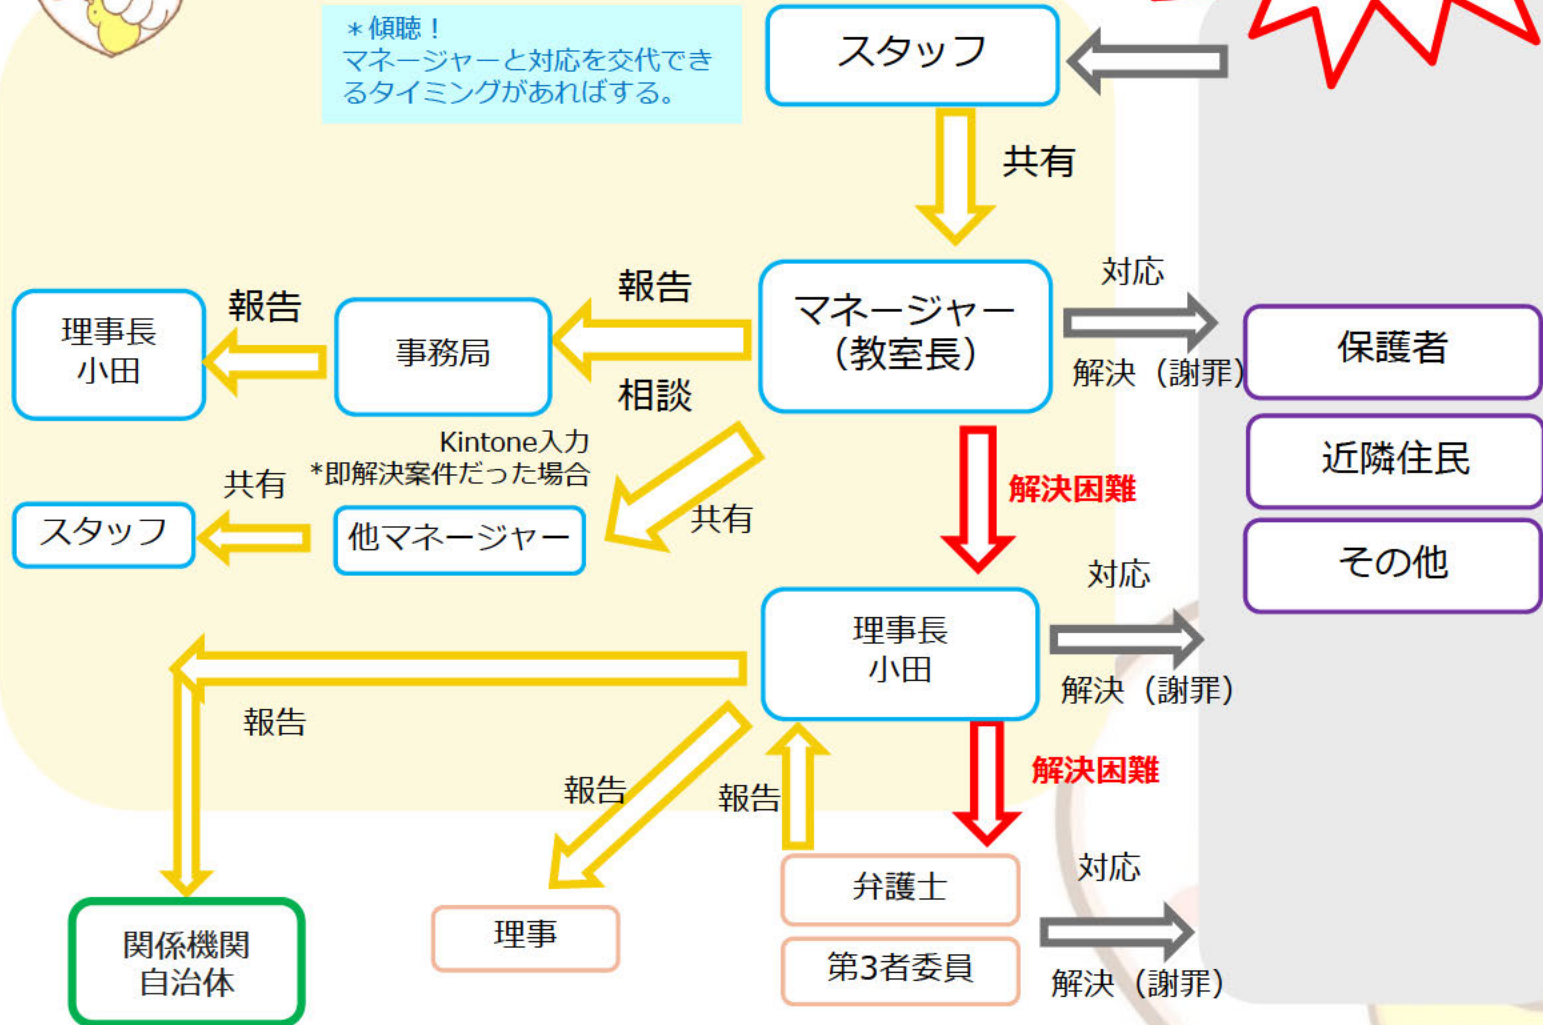 ＊傾聴！
マネージャーと対応を交代でき
るタイミングがあればする。
スタッフ
共有
マネージャー
（教室長）
対応
解決（謝罪）
報告
相談
事務局
報告
理事長
小田
Kintone入力
*即解決案件だった場合
共有
他マネージャー
共有
スタッフ
解決困難
保護者
近隣住民
その他
理事長
小田
対応
解決（謝罪）
報告
報告
報告
解決困難
関係機関
自治体
理事
弁護士
第3者委員
対応
解決（謝罪）